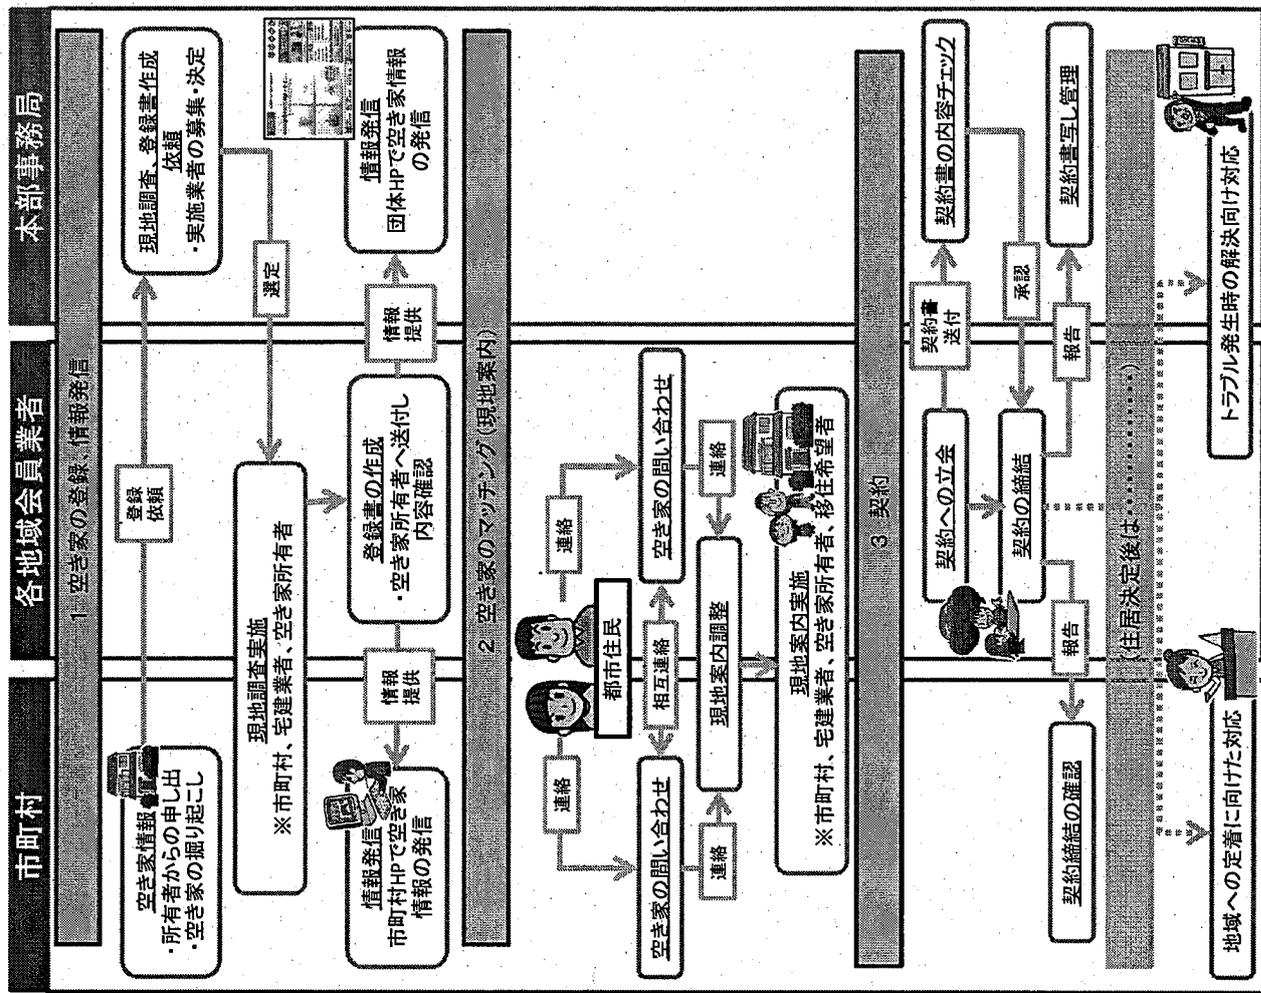 市町村
各地域会員業者
本部事務局
1 空き家の登録、情報発信
空き家情報
・所有者からの申し出
・空き家の掘り起こし
登録
依頼
現地調査、登録書作成
依頼
・実施業者の募集・決定
選定
現地調査実施
※市町村、宅建業者、空き家所有者
登録書の作成
・空き家所有者へ送付し
内容確認
情報
提供
情報
提供
情報発信
市町村HPで空き家
情報の発信
情報発信
団体HPで空き家情報
の発信
2 空き家のマッチング(現地案内)
都市住民
連絡
連絡
空き家の問い合わせ
相互連絡
空き家の問い合わせ
連絡
連絡
現地案内調整
現地案内実施
※市町村、宅建業者、空き家所有者、移住希望者
3 契約
契約への立会
契約書
送付
契約書の内容チェック
承認
契約の締結
報告
報告
契約締結の確認
契約書写し管理
(住居決定後は・・・・・・・・)
地域への定着に向けた対応
トラブル発生時の解決向け対応